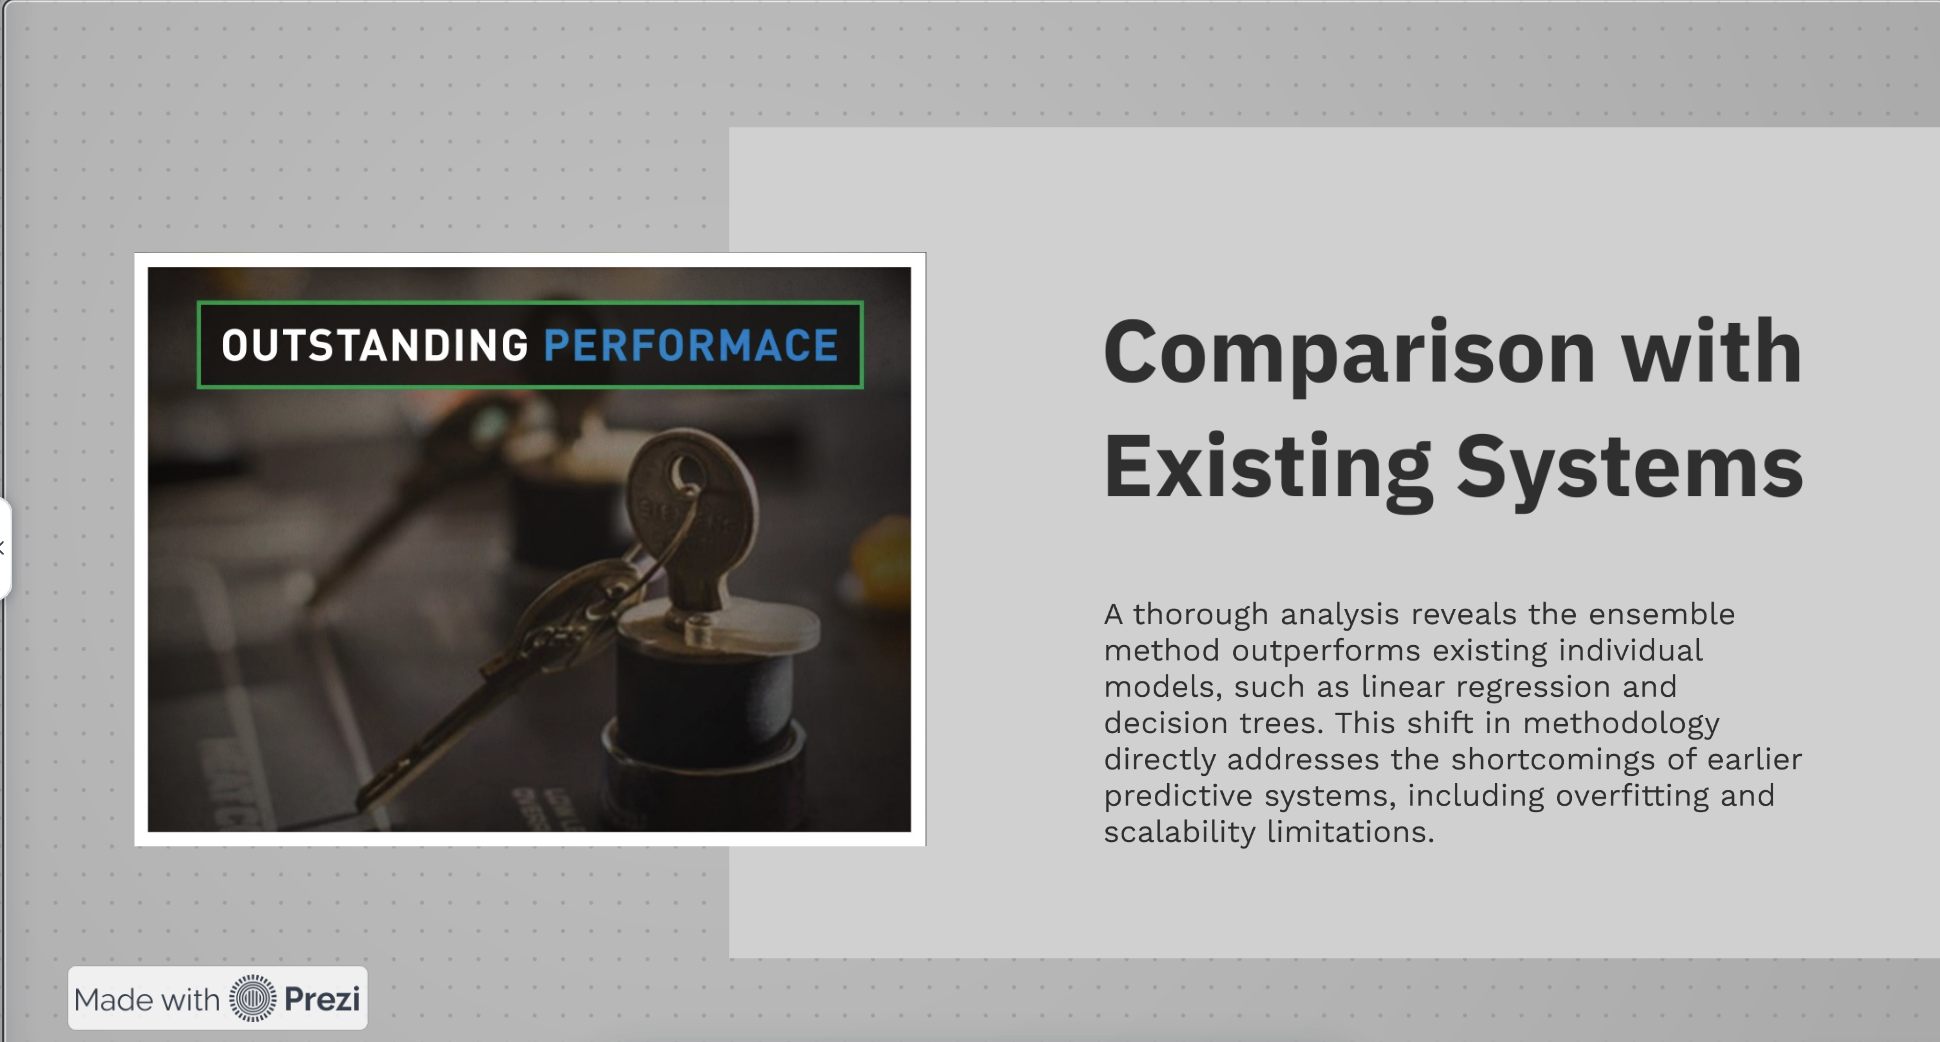 OUTSTANDING PERFORMACE
Comparison with
Existing Systems
A thorough analysis reveals the ensemble
method outperforms existing individual
models, such as linear regression and
decision trees. This shift in methodology
directly addresses the shortcomings of earlier
predictive systems, including overfitting and
scalability limitations.
Made with Prezi